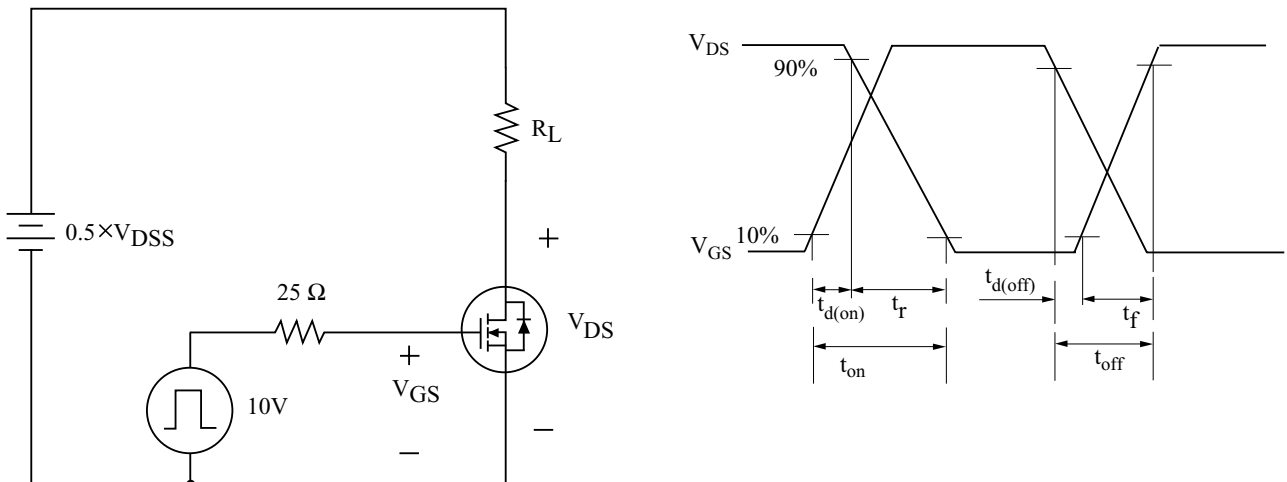 R_L
0.5×V_DSS
+
25 Ω
V_DS
+
V_GS
10V
−
−
V_DS
90%
V_GS
10%
t_d(on)
t_r
t_d(off)
t_f
t_on
t_off